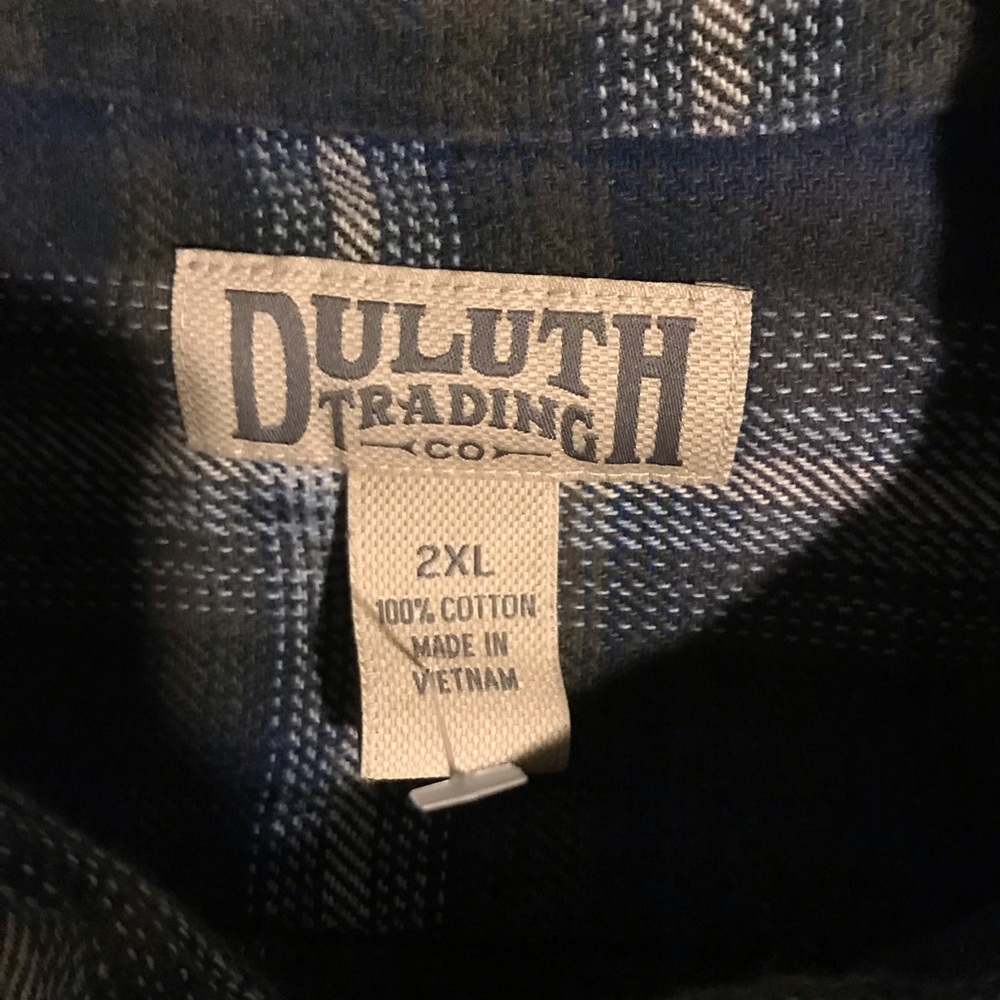 DULUTH
TRADING
CO
2XL
100% COTTON
MADE IN
VIETNAM